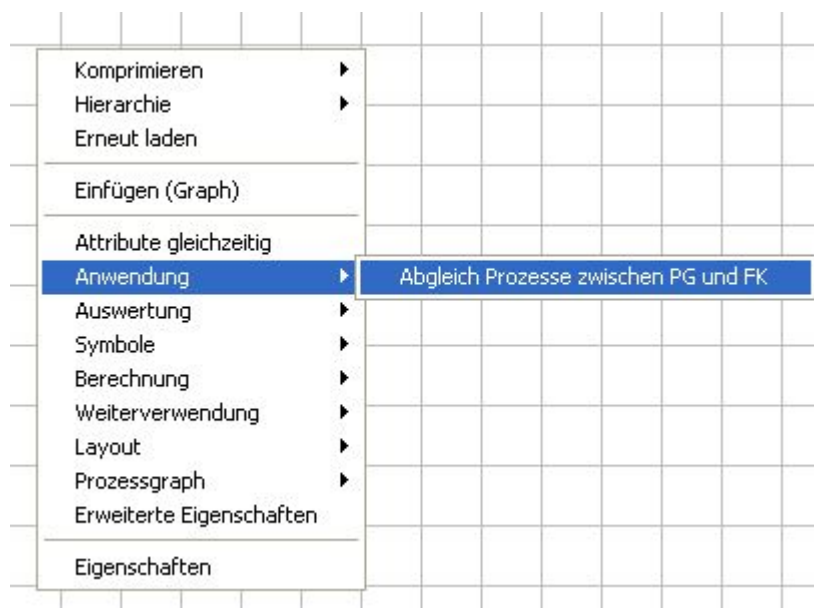 Komprimieren
Hierarchie
Erneut laden
Einfügen (Graph)
Attribute gleichzeitig
Anwendung
Abgleich Prozesse zwischen PG und FK
Auswertung
Symbole
Berechnung
Weiterverwendung
Layout
Prozessgraph
Erweiterte Eigenschaften
Eigenschaften